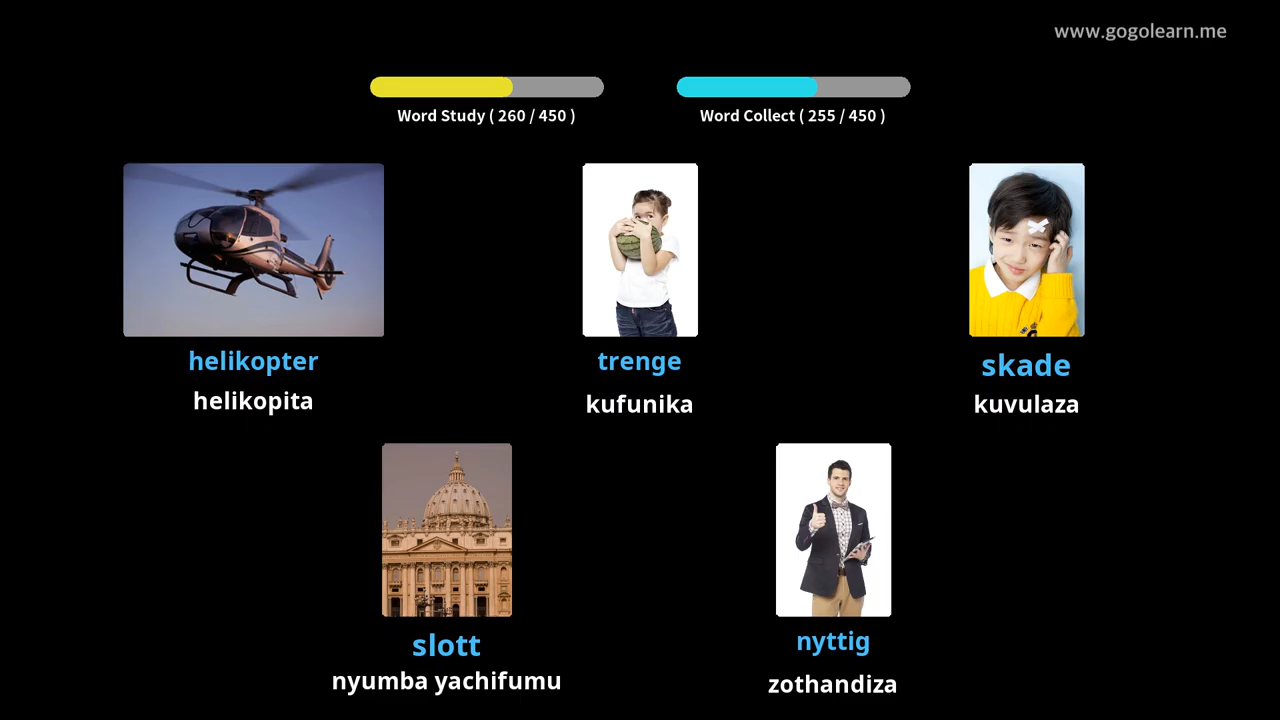 www.gogolearn.me
Word Study ( 260 / 450 )
Word Collect ( 255 / 450 )
helikopter
helikopita
trenge
kufunika
skade
kuvulaza
slott
nyumba yachifumu
nyttig
zothandiza